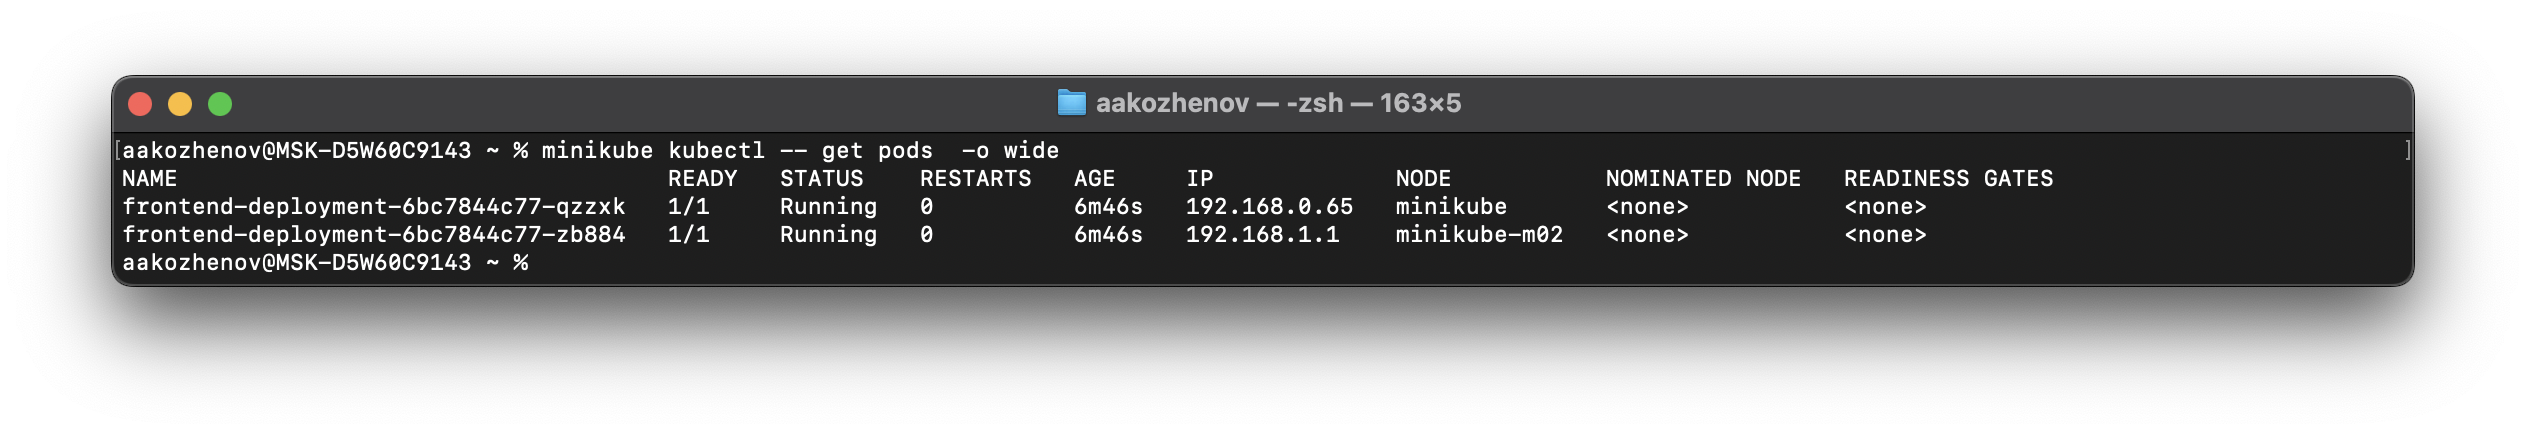 aakozhenov — -zsh — 163×5
[aakozhenov@MSK-D5W60C9143 ~ % minikube kubectl -- get pods  -o wide ]
NAME                                   READY   STATUS    RESTARTS   AGE     IP             NODE           NOMINATED NODE   READINESS GATES
frontend-deployment-6bc7844c77-qzzxk   1/1     Running   0          6m46s   192.168.0.65   minikube       <none>           <none>
frontend-deployment-6bc7844c77-zb884   1/1     Running   0          6m46s   192.168.1.1    minikube-m02   <none>           <none>
aakozhenov@MSK-D5W60C9143 ~ %